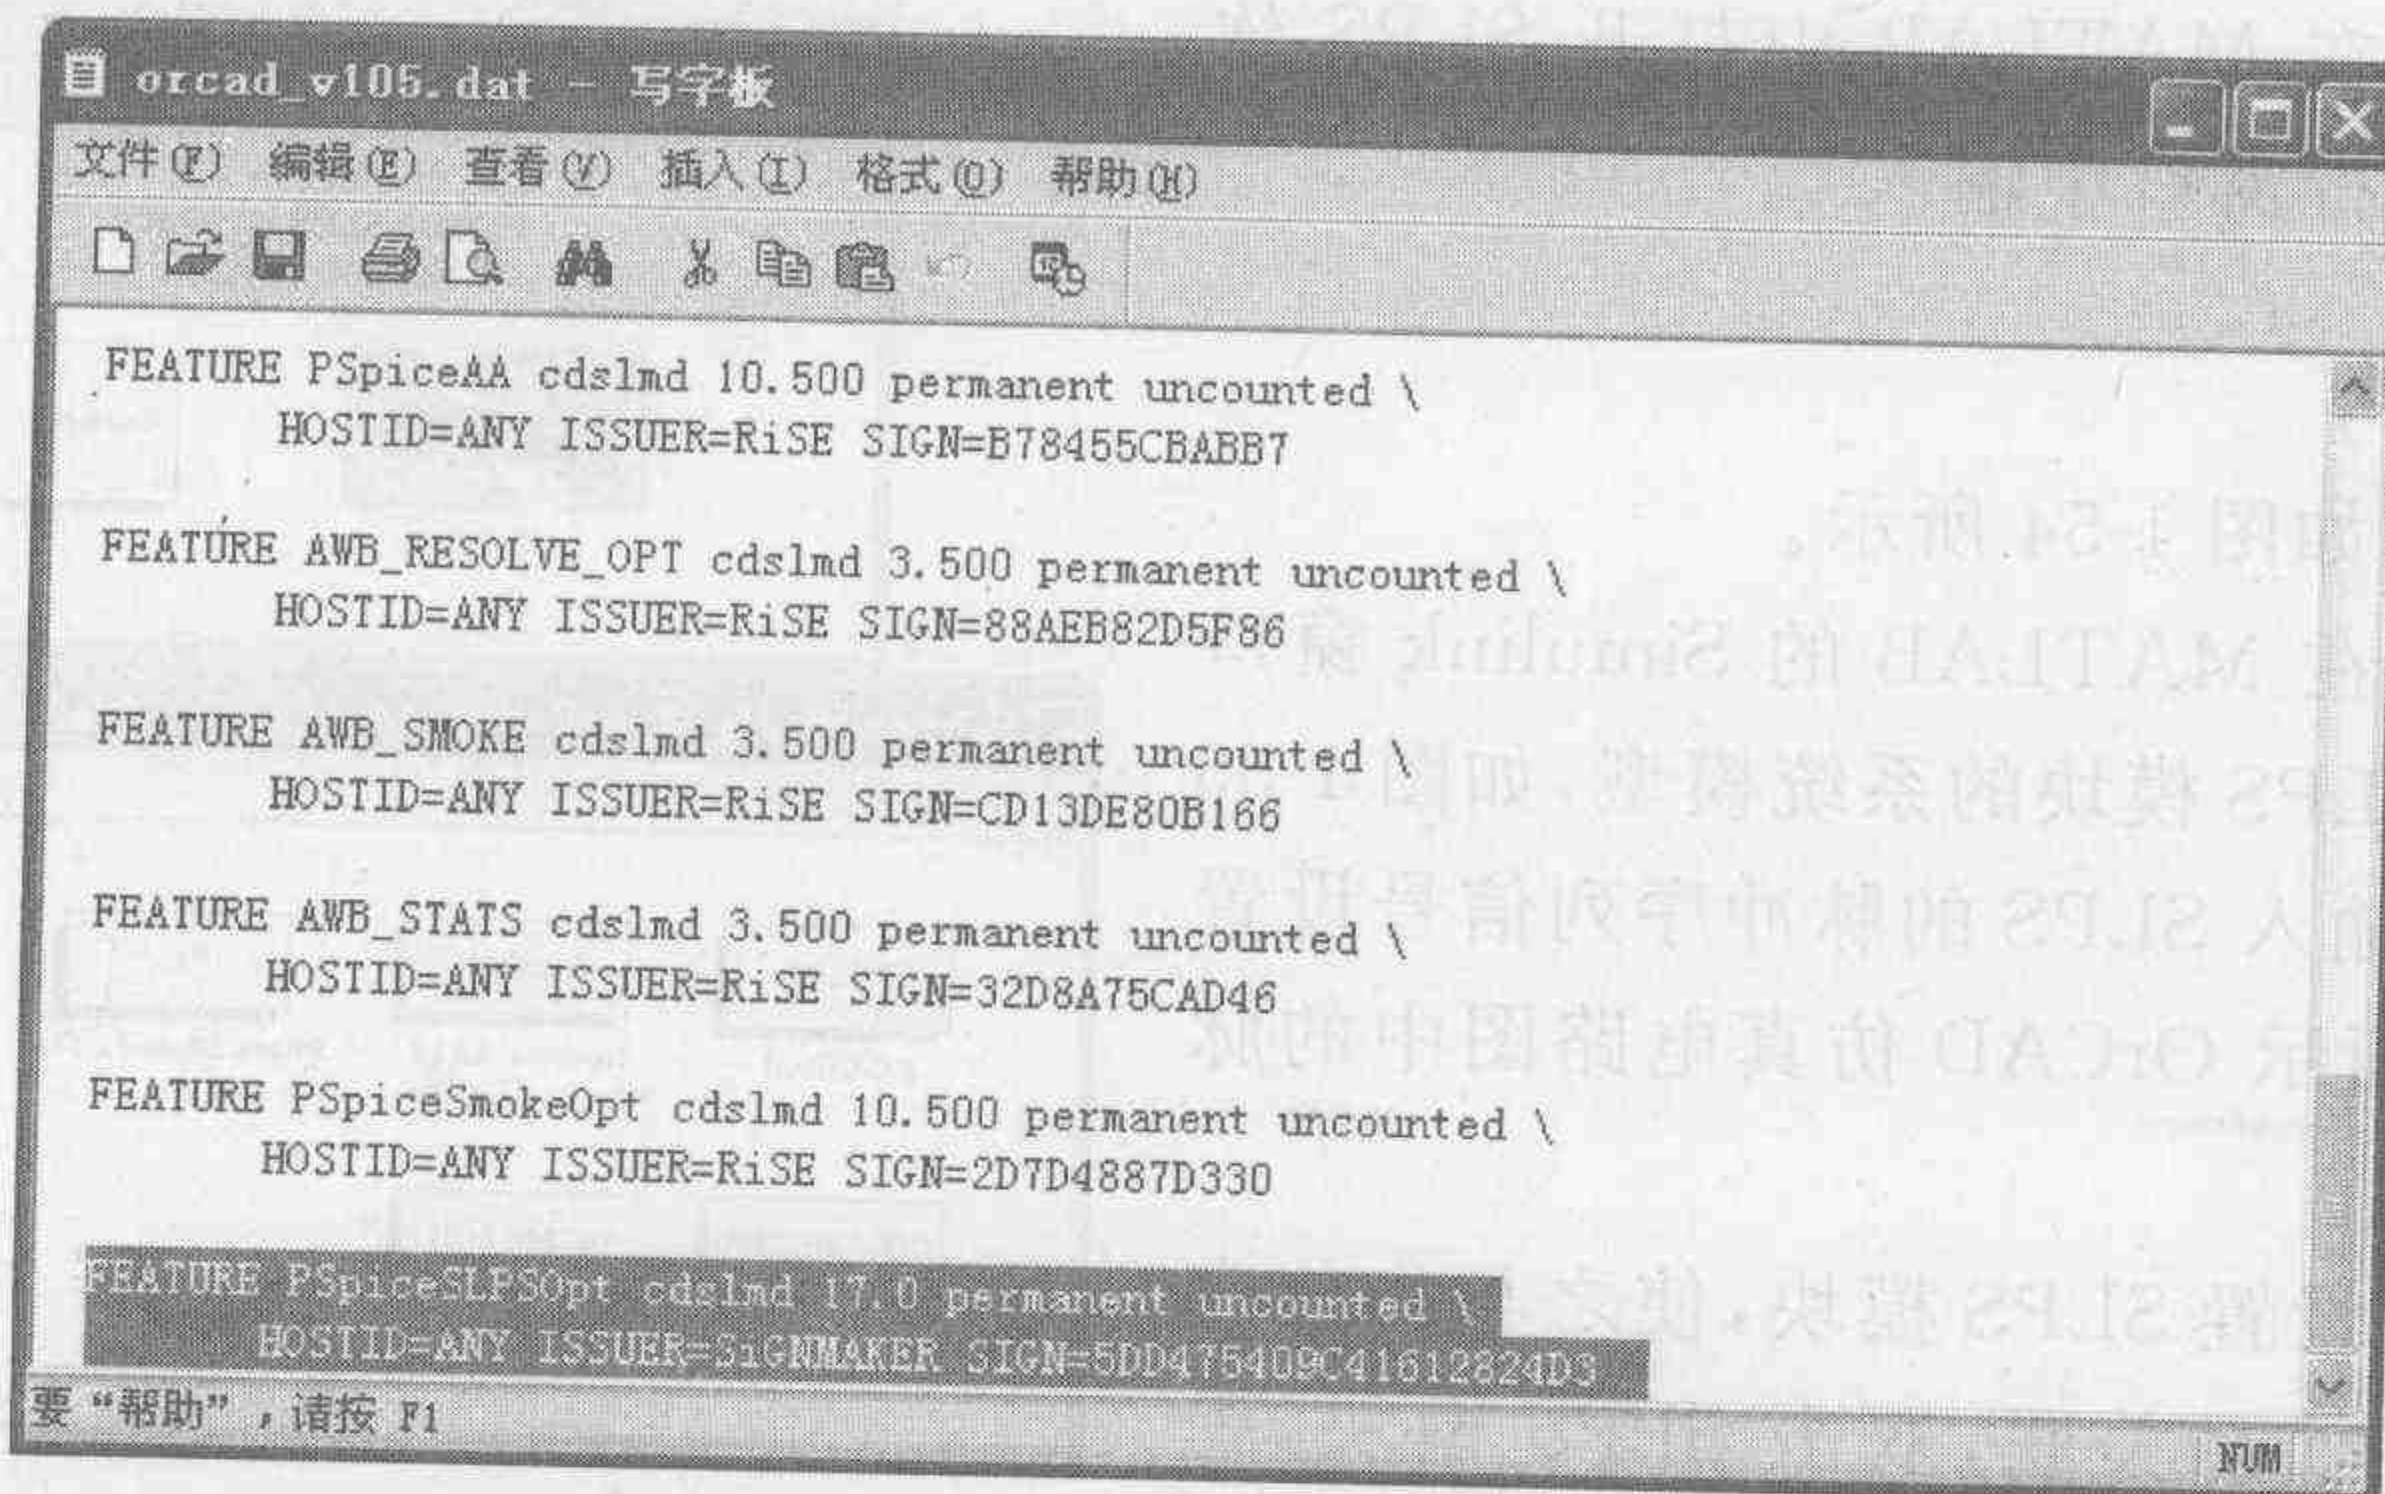 orcad_v105.dat - 写字板
文件(F) 编辑(E) 查看(V) 插入(I) 格式(O) 帮助(H)
FEATURE PSpiceAA cdslmd 10.500 permanent uncounted \
HOSTID=ANY ISSUER=RiSE SIGN=B78455CBABB7
FEATURE AWB_RESOLVE_OPT cdslmd 3.500 permanent uncounted \
HOSTID=ANY ISSUER=RiSE SIGN=88AEB82D5F86
FEATURE AWB_SMOKE cdslmd 3.500 permanent uncounted \
HOSTID=ANY ISSUER=RiSE SIGN=CD13DE80B166
FEATURE AWB_STATS cdslmd 3.500 permanent uncounted \
HOSTID=ANY ISSUER=RiSE SIGN=32D8A75CAD46
FEATURE PSpiceSmokeOpt cdslmd 10.500 permanent uncounted \
HOSTID=ANY ISSUER=RiSE SIGN=2D7D4887D330
FEATURE PSpiceSLPSOpt cdslmd 17.0 permanent uncounted \
HOSTID=ANY ISSUER=SiGNMAKER SIGN=5DD475409C41612824D3
要“帮助”，请按 F1
NUM